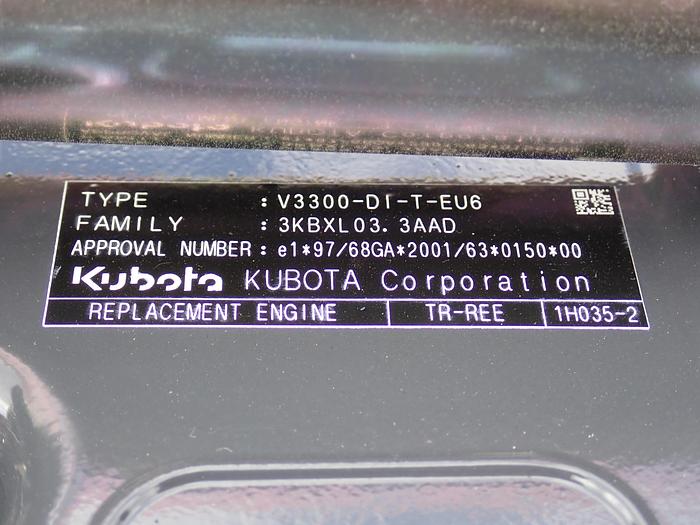 TYPE : V3300-DI-T-EU6
FAMILY : 3KBXL03.3AAD
APPROVAL NUMBER : e1*97/68GA*2001/63*0150*00
Kubota KUBOTA Corporation
REPLACEMENT ENGINE TR-REE 1H035-2